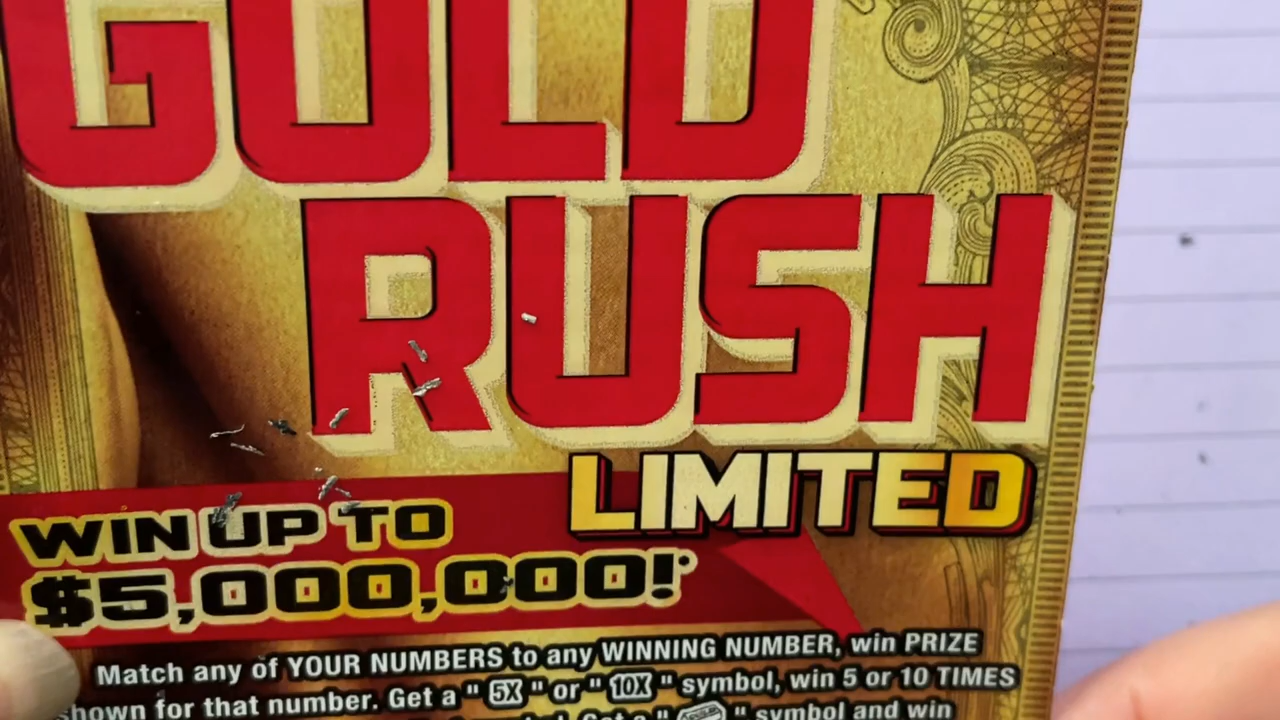 GOLD
RUSH
LIMITED
WIN UP TO
$5,000,000!*
Match any of YOUR NUMBERS to any WINNING NUMBER, win PRIZE
shown for that number. Get a "5X" or "10X" symbol, win 5 or 10 TIMES
Get a " " symbol and win